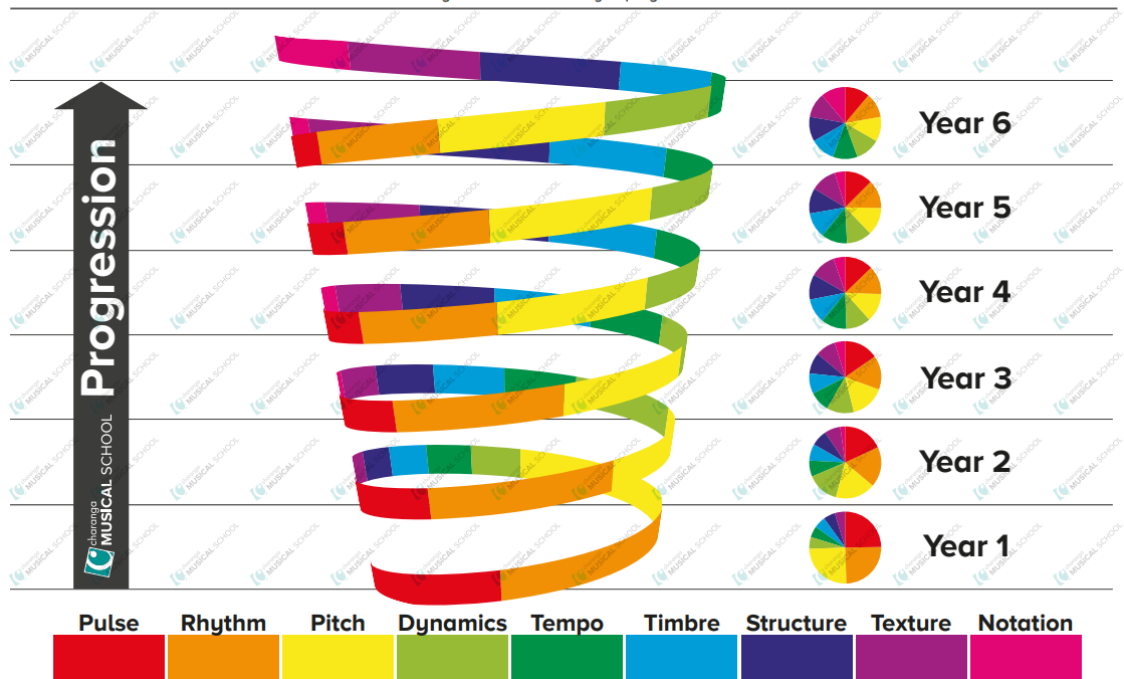 Year 6
Year 5
Year 4
Year 3
Year 2
Year 1
Progression
charanga
MUSICAL SCHOOL
Pulse Rhythm Pitch Dynamics Tempo Timbre Structure Texture Notation